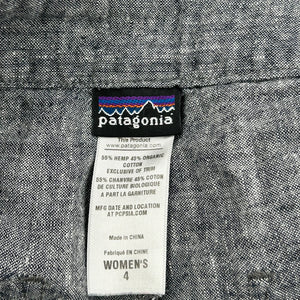 patagonia®
This Product
www.patagonia.com
55% HEMP 45% ORGANIC
COTTON
EXCLUSIVE OF TRIM
55% CHANVRE 45% COTON
DE CULTURE BIOLOGIQUE
A PART LA GARNITURE
MFG DATE AND LOCATION
AT PCPSIA.COM
Made in CHINA
Fabriqué EN CHINE
WOMEN'S
4